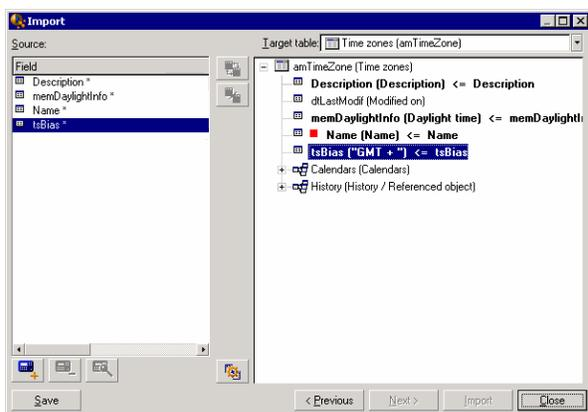 Import
Source:
Target table: Time zones (amTimeZone)
Field
Description *
memDaylightInfo *
Name *
tsBias *
amTimeZone (Time zones)
Description (Description) <= Description
dtLastModif (Modified on)
memDaylightInfo (Daylight time) <= memDaylightIn
Name (Name) <= Name
tsBias ("GMT + ") <= tsBias
Calendars (Calendars)
History (History / Referenced object)
Save
< Previous
Next >
Import
Close